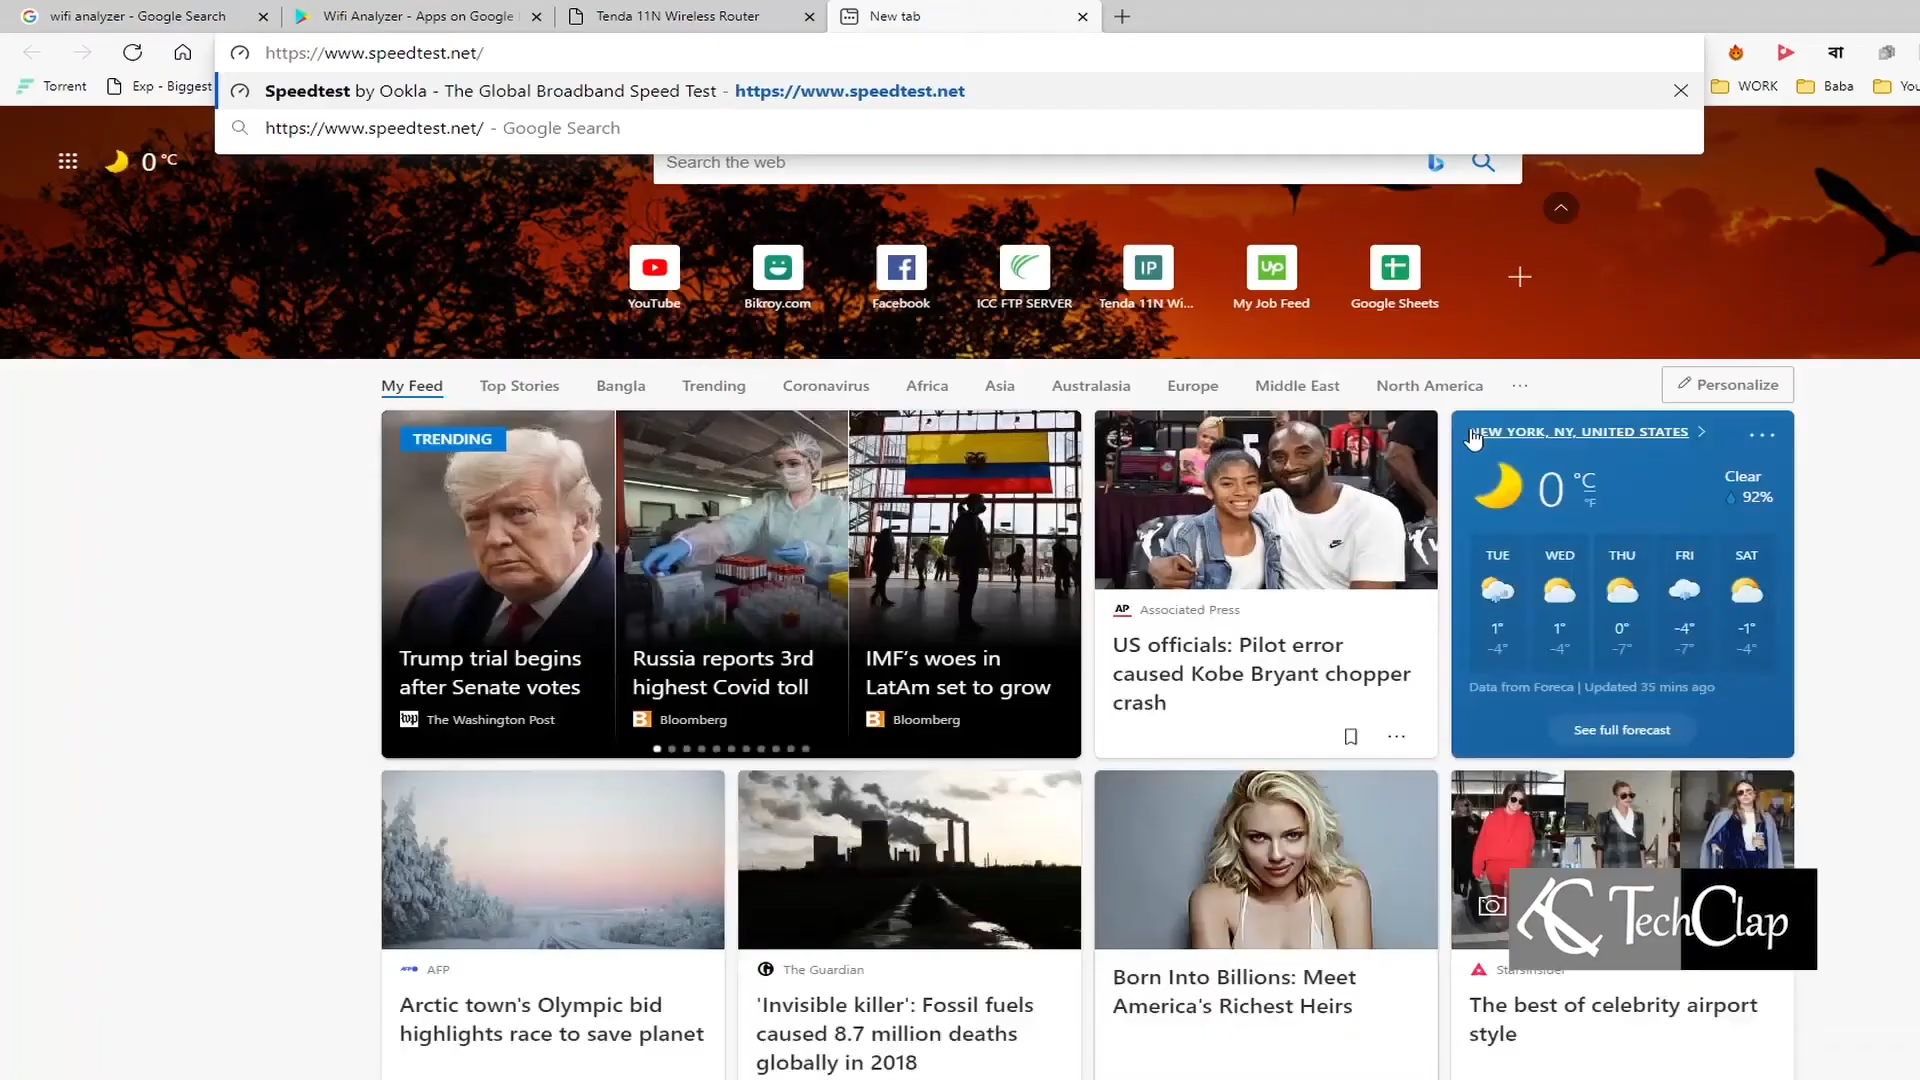 wifi analyzer - Google Search
Wifi Analyzer - Apps on Google
Tenda 11N Wireless Router
New tab
https://www.speedtest.net/
Speedtest by Ookla - The Global Broadband Speed Test - https://www.speedtest.net
https://www.speedtest.net/ - Google Search
বা
Torrent
Exp - Biggest
WORK
Baba
You
0 °C
Search the web
YouTube
Bikroy.com
Facebook
ICC FTP SERVER
IP
Tenda 11N Wi...
Up
My Job Feed
Google Sheets
My Feed
Top Stories
Bangla
Trending
Coronavirus
Africa
Asia
Australasia
Europe
Middle East
North America
...
Personalize
TRENDING
Trump trial begins
after Senate votes
wp The Washington Post
Russia reports 3rd
highest Covid toll
B Bloomberg
IMF’s woes in
LatAm set to grow
B Bloomberg
5
AP Associated Press
US officials: Pilot error
caused Kobe Bryant chopper
crash
NEW YORK, NY, UNITED STATES
0 °C
°F
Clear
92%
TUE WED THU FRI SAT
1° 1° 0° -4° -1°
-4° -4° -7° -7° -4°
Data from Foreca | Updated 35 mins ago
See full forecast
AFP AFP
Arctic town's Olympic bid
highlights race to save planet
The Guardian
'Invisible killer': Fossil fuels
caused 8.7 million deaths
globally in 2018
Born Into Billions: Meet
America's Richest Heirs
StarsInsider
The best of celebrity airport
style
TechClap